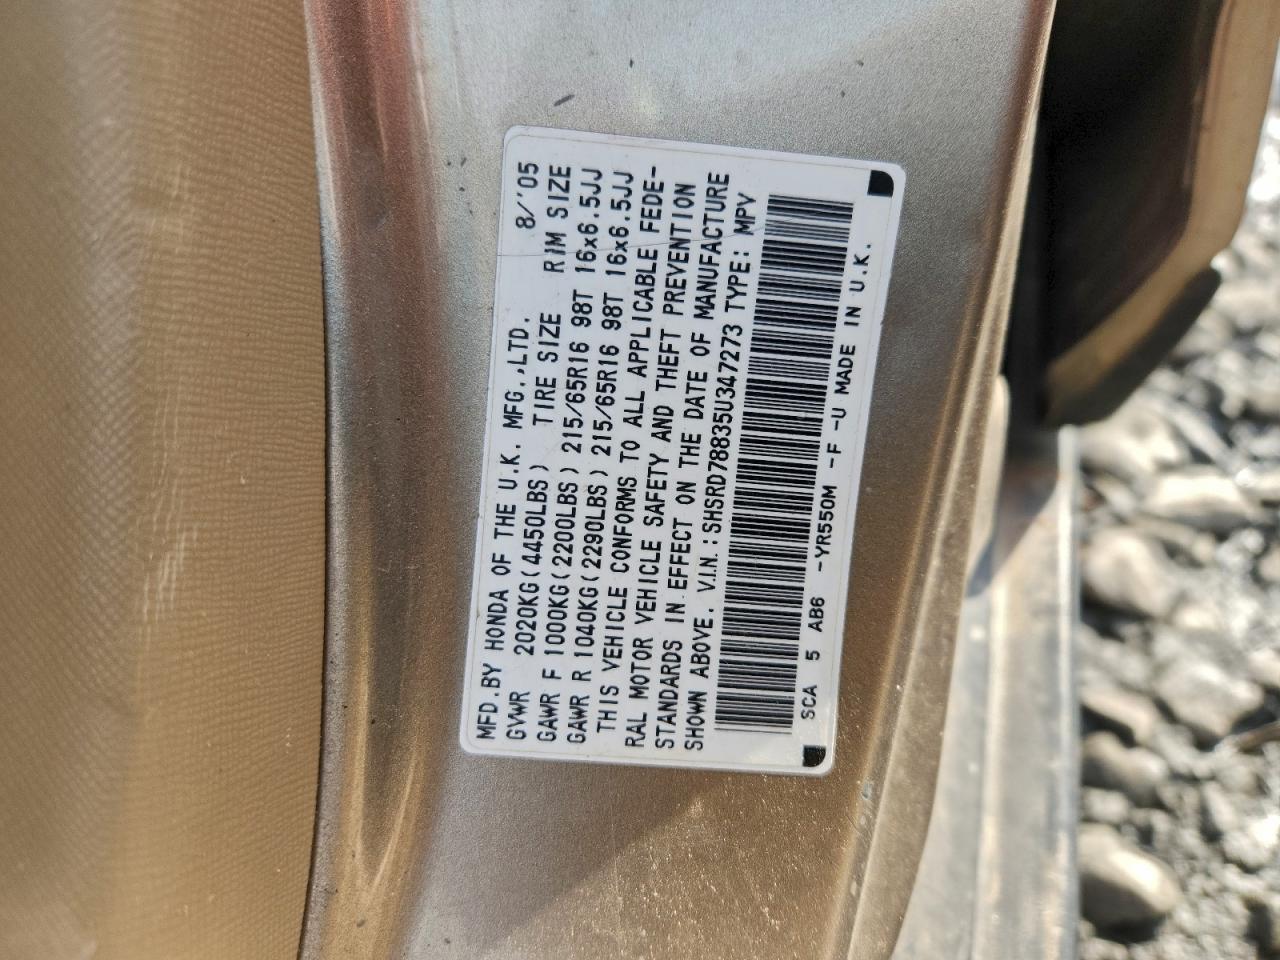 MFD.BY HONDA OF THE U.K. MFG.,LTD. 8/'05
GVWR 2020KG(4450LBS) TIRE SIZE RIM SIZE
GAWR F 1000KG(2200LBS) 215/65R16 98T 16x6.5JJ
GAWR R 1040KG(2290LBS) 215/65R16 98T 16x6.5JJ
THIS VEHICLE CONFORMS TO ALL APPLICABLE FEDE-
RAL MOTOR VEHICLE SAFETY AND THEFT PREVENTION
STANDARDS IN EFFECT ON THE DATE OF MANUFACTURE
SHOWN ABOVE. V.I.N.:SHSRD78835U347273 TYPE: MPV
SCA 5 AB6 -YR550M -F -U MADE IN U.K.